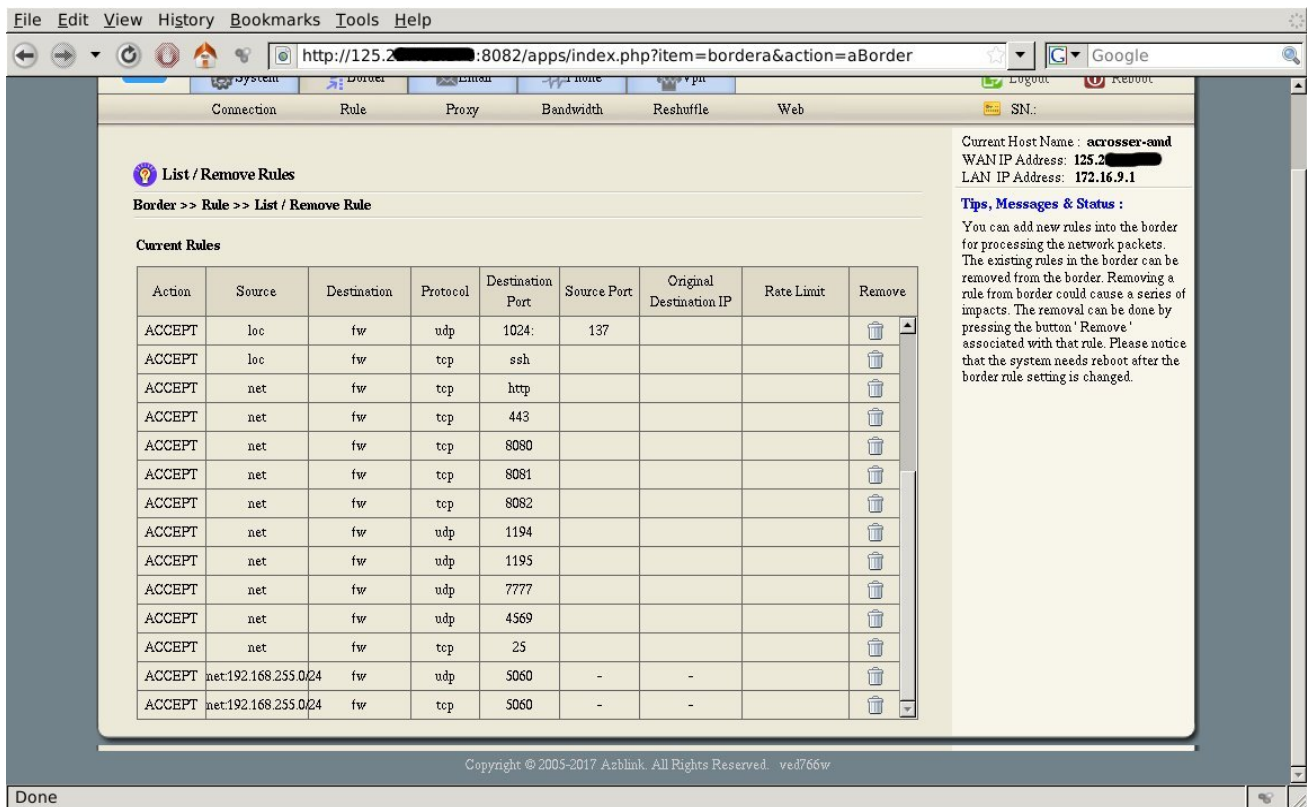 File Edit View History Bookmarks Tools Help
http://125.2 :8082/apps/index.php?item=bordera&action=aBorder
Google
System Border Email Phone Vpn Logout Reboot
Connection Rule Proxy Bandwidth Reshuffle Web SN.:
Current Host Name : acrosser-amd
WAN IP Address: 125.2
LAN IP Address: 172.16.9.1
List / Remove Rules
Border >> Rule >> List / Remove Rule
Current Rules
Action Source Destination Protocol Destination Port Source Port Original Destination IP Rate Limit Remove
ACCEPT loc fw udp 1024: 137
ACCEPT loc fw tcp ssh
ACCEPT net fw tcp http
ACCEPT net fw tcp 443
ACCEPT net fw tcp 8080
ACCEPT net fw tcp 8081
ACCEPT net fw tcp 8082
ACCEPT net fw udp 1194
ACCEPT net fw udp 1195
ACCEPT net fw udp 7777
ACCEPT net fw udp 4569
ACCEPT net fw tcp 25
ACCEPT net:192.168.255.0/24 fw udp 5060 - -
ACCEPT net:192.168.255.0/24 fw tcp 5060 - -
Tips, Messages & Status :
You can add new rules into the border
for processing the network packets.
The existing rules in the border can be
removed from the border. Removing a
rule from border could cause a series of
impacts. The removal can be done by
pressing the button ' Remove '
associated with that rule. Please notice
that the system needs reboot after the
border rule setting is changed.
Copyright © 2005-2017 Azblink. All Rights Reserved. ved766w
Done